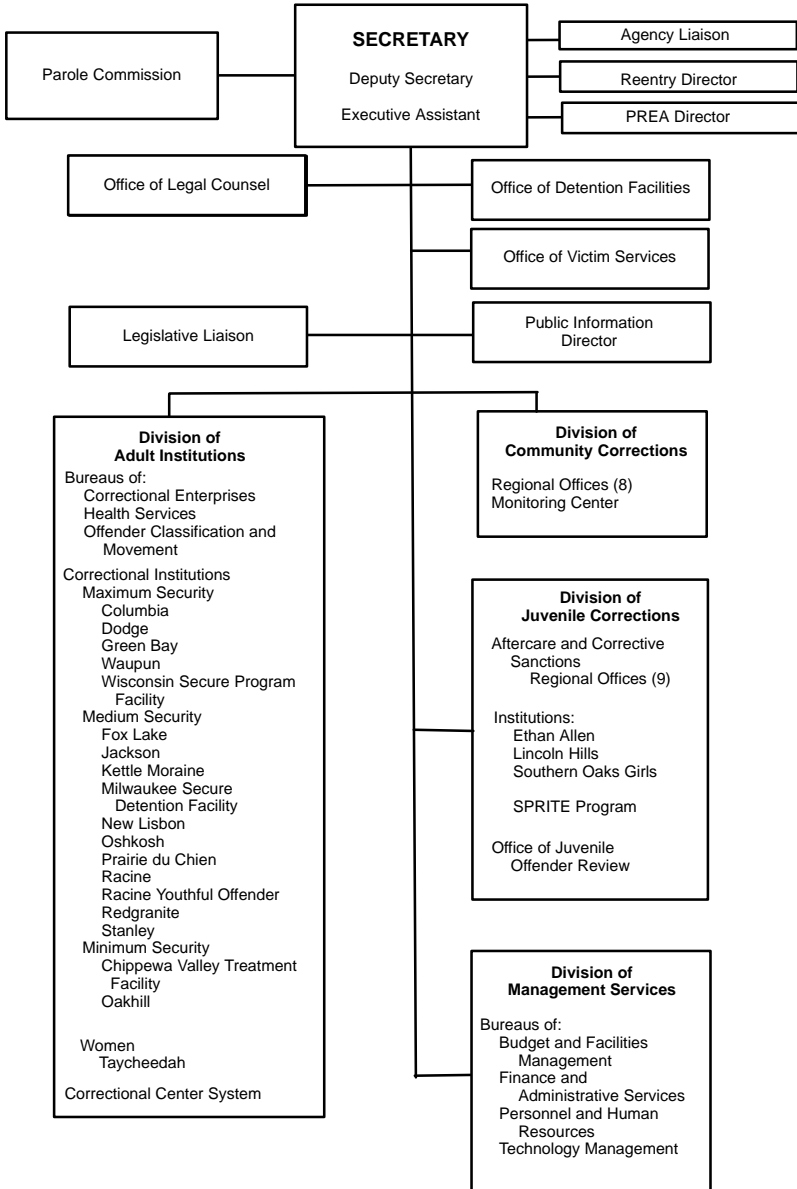 SECRETARY
Deputy Secretary
Executive Assistant
Parole Commission
Agency Liaison
Reentry Director
PREA Director
Office of Legal Counsel
Office of Detention Facilities
Office of Victim Services
Legislative Liaison
Public Information
Director
Division of
Adult Institutions
Bureaus of:
Correctional Enterprises
Health Services
Offender Classification and
Movement
Correctional Institutions
Maximum Security
Columbia
Dodge
Green Bay
Waupun
Wisconsin Secure Program
Facility
Medium Security
Fox Lake
Jackson
Kettle Moraine
Milwaukee Secure
Detention Facility
New Lisbon
Oshkosh
Prairie du Chien
Racine
Racine Youthful Offender
Redgranite
Stanley
Minimum Security
Chippewa Valley Treatment
Facility
Oakhill
Women
Taycheedah
Correctional Center System
Division of
Community Corrections
Regional Offices (8)
Monitoring Center
Division of
Juvenile Corrections
Aftercare and Corrective
Sanctions
Regional Offices (9)
Institutions:
Ethan Allen
Lincoln Hills
Southern Oaks Girls
SPRITE Program
Office of Juvenile
Offender Review
Division of
Management Services
Bureaus of:
Budget and Facilities
Management
Finance and
Administrative Services
Personnel and Human
Resources
Technology Management